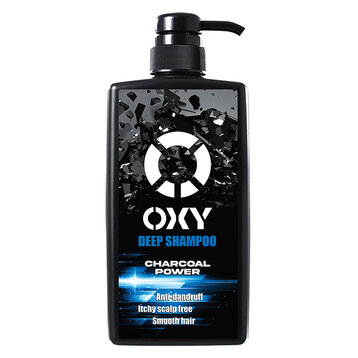 OXY
DEEP SHAMPOO
CHARCOAL
POWER
Anti dandruff
Itchy scalp free
Smooth hair